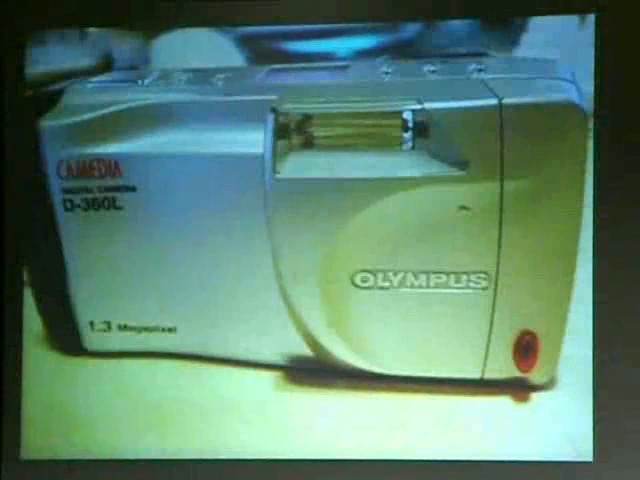 CAMEDIA
DIGITAL CAMERA
D-360L
OLYMPUS
1.3 Megapixel